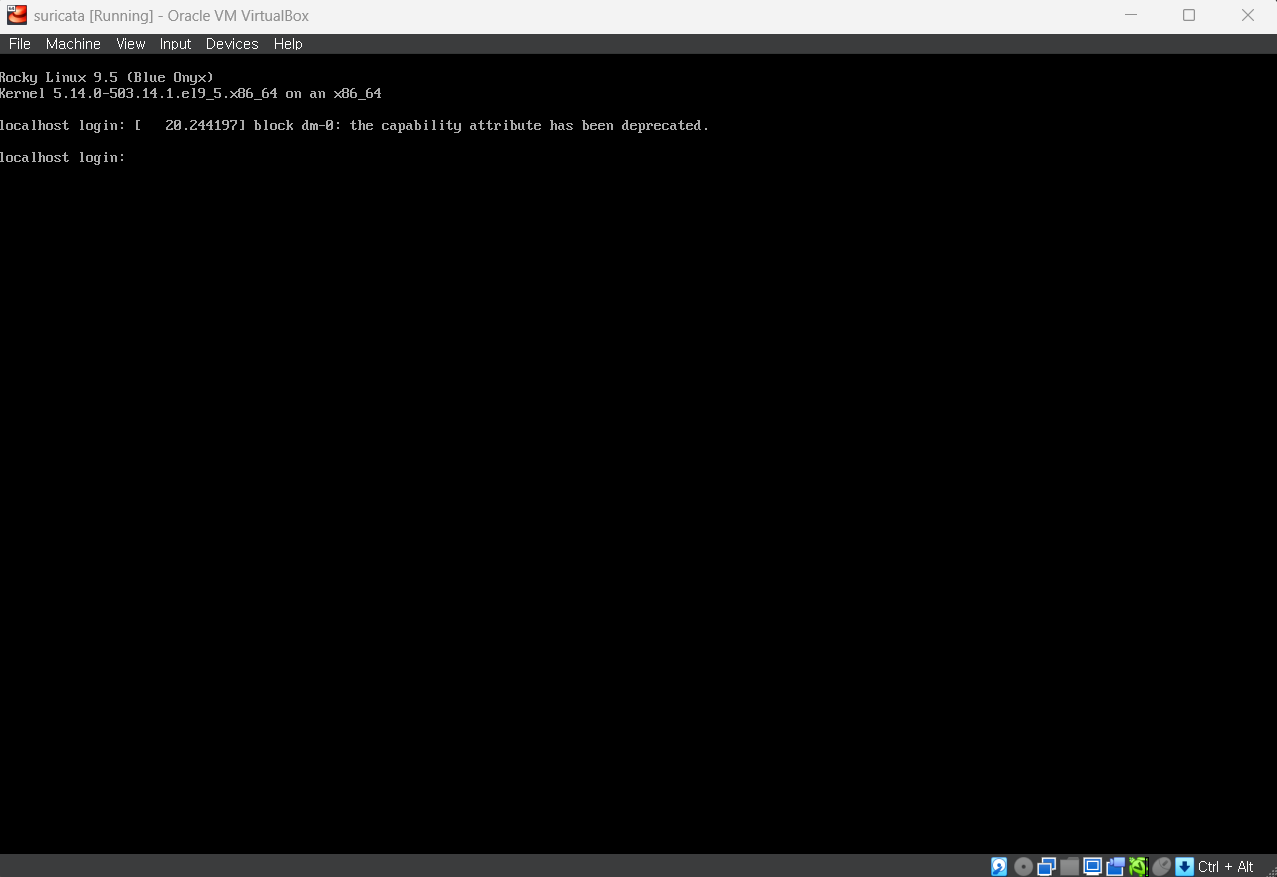 suricata [Running] - Oracle VM VirtualBox
File Machine View Input Devices Help
Rocky Linux 9.5 (Blue Onyx)
Kernel 5.14.0-503.14.1.el9_5.x86_64 on an x86_64
localhost login: [   20.244197] block dm-0: the capability attribute has been deprecated.
localhost login:
Ctrl + Alt